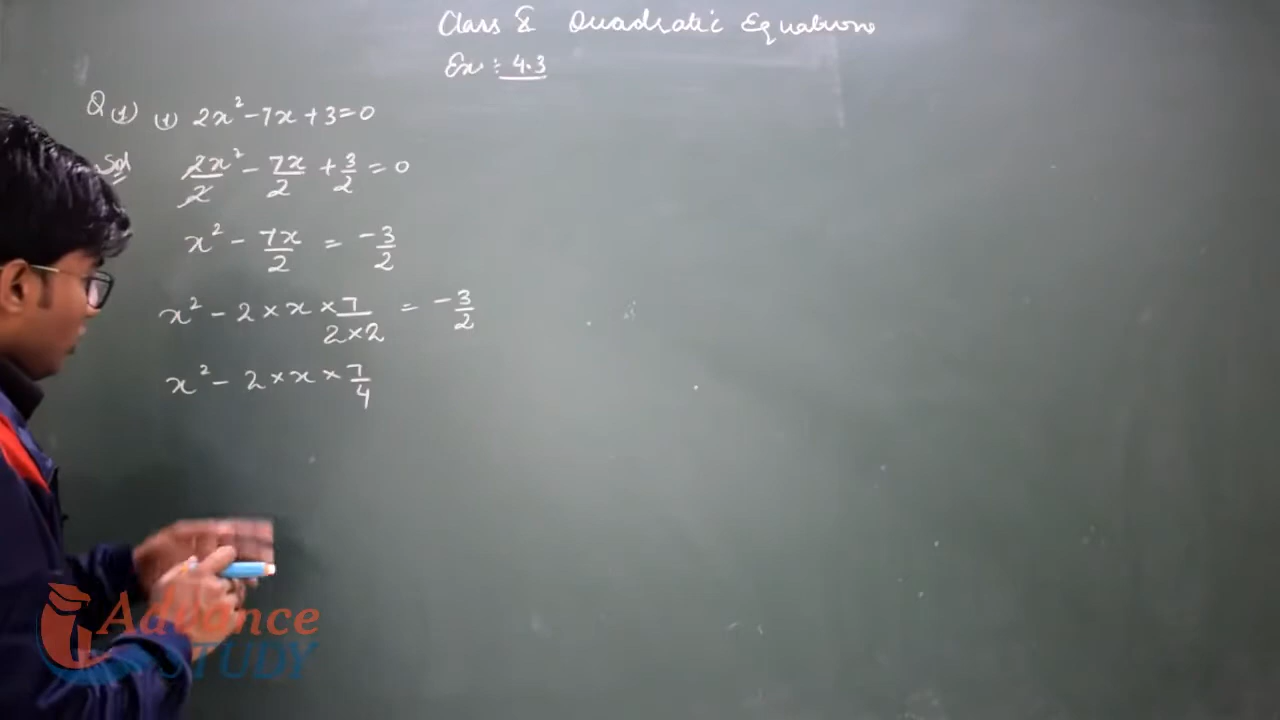 Class 8 Quadratic Equations
Ex: 4.3
Q (1) (1) 2x² - 7x + 3 = 0
Sol 2x²/2 - 7x/2 + 3/2 = 0
x² - 7x/2 = -3/2
x² - 2 × x × 7/(2×2) = -3/2
x² - 2 × x × 7/4
Advance
STUDY